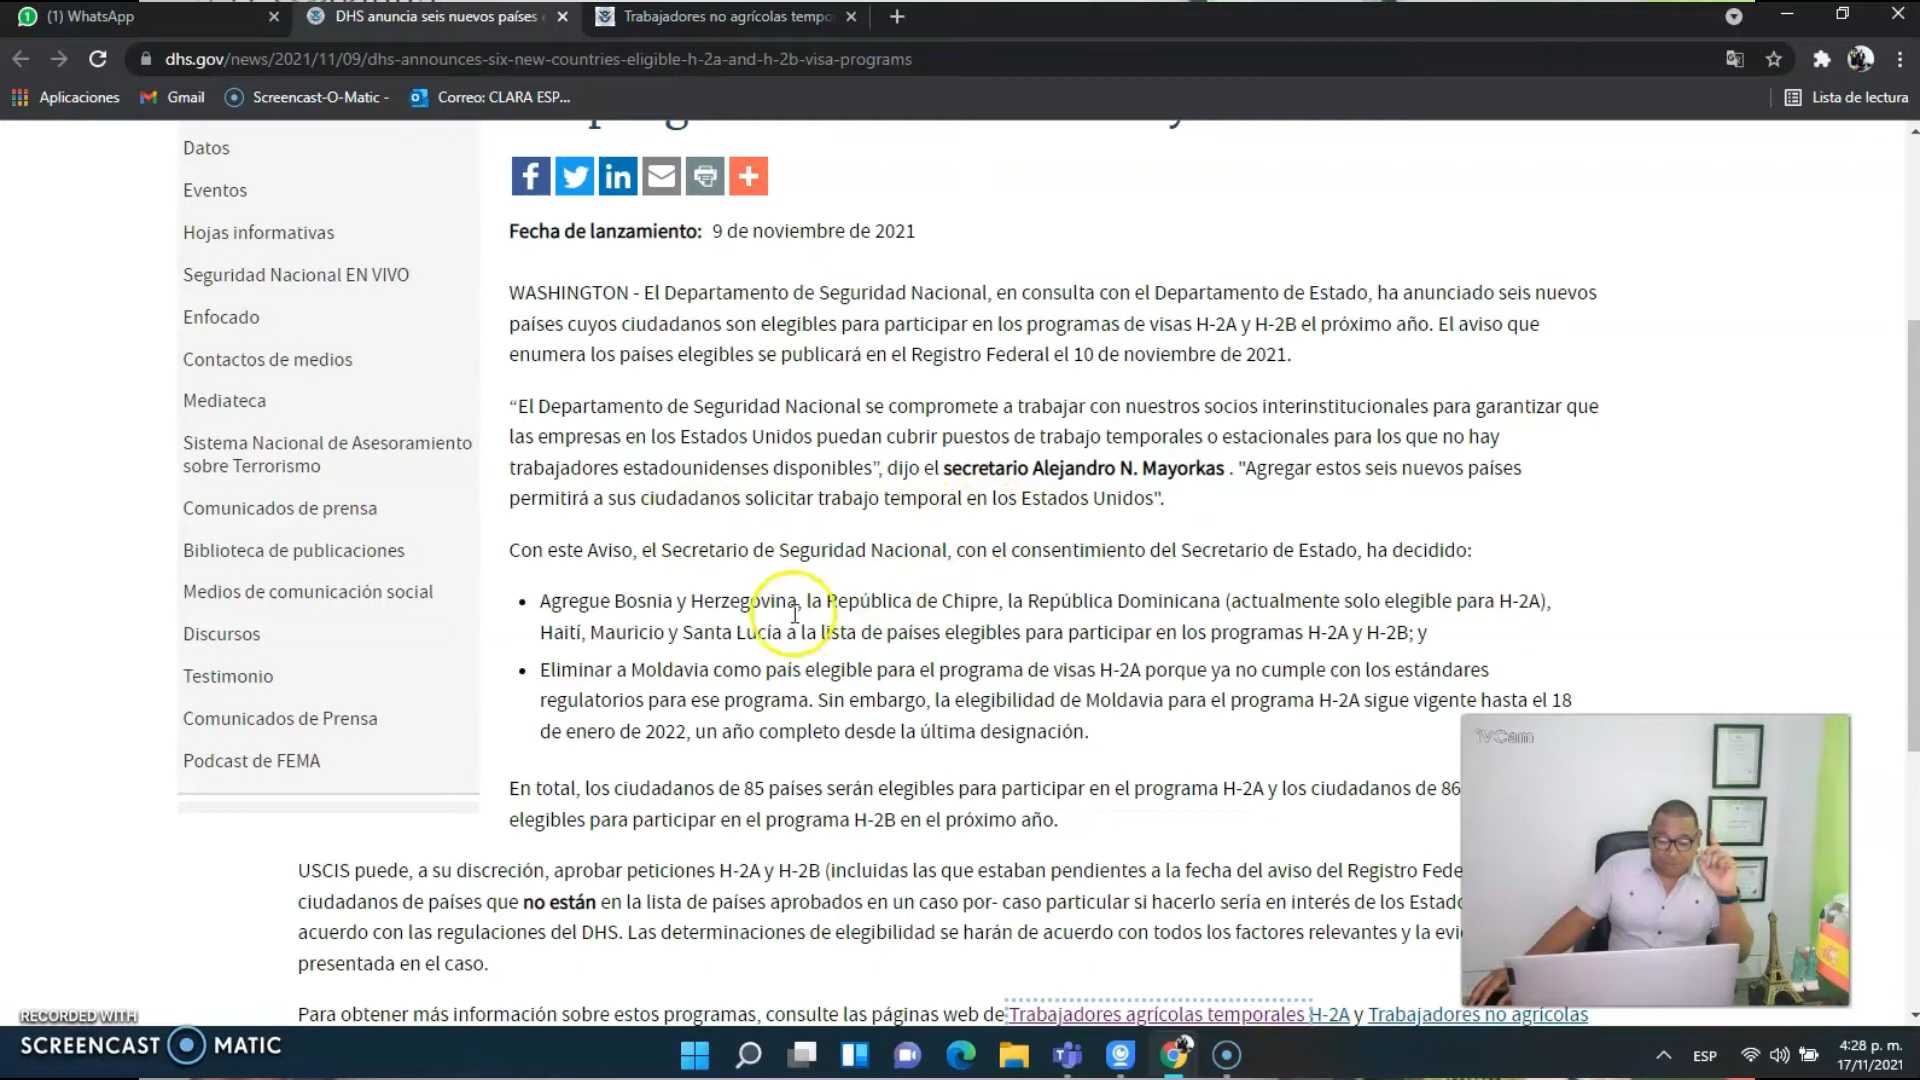 (1) WhatsApp
DHS anuncia seis nuevos países
Trabajadores no agrícolas tempo
dhs.gov/news/2021/11/09/dhs-announces-six-new-countries-eligible-h-2a-and-h-2b-visa-programs
Aplicaciones
Gmail
Screencast-O-Matic -
Correo: CLARA ESP...
Lista de lectura
Datos
Eventos
Hojas informativas
Seguridad Nacional EN VIVO
Enfocado
Contactos de medios
Mediateca
Sistema Nacional de Asesoramiento
sobre Terrorismo
Comunicados de prensa
Biblioteca de publicaciones
Medios de comunicación social
Discursos
Testimonio
Comunicados de Prensa
Podcast de FEMA
Fecha de lanzamiento: 9 de noviembre de 2021
WASHINGTON - El Departamento de Seguridad Nacional, en consulta con el Departamento de Estado, ha anunciado seis nuevos
países cuyos ciudadanos son elegibles para participar en los programas de visas H-2A y H-2B el próximo año. El aviso que
enumera los países elegibles se publicará en el Registro Federal el 10 de noviembre de 2021.
“El Departamento de Seguridad Nacional se compromete a trabajar con nuestros socios interinstitucionales para garantizar que
las empresas en los Estados Unidos puedan cubrir puestos de trabajo temporales o estacionales para los que no hay
trabajadores estadounidenses disponibles”, dijo el secretario Alejandro N. Mayorkas . "Agregar estos seis nuevos países
permitirá a sus ciudadanos solicitar trabajo temporal en los Estados Unidos".
Con este Aviso, el Secretario de Seguridad Nacional, con el consentimiento del Secretario de Estado, ha decidido:
• Agregue Bosnia y Herzegovina, la República de Chipre, la República Dominicana (actualmente solo elegible para H-2A),
Haití, Mauricio y Santa Lucía a la lista de países elegibles para participar en los programas H-2A y H-2B; y
• Eliminar a Moldavia como país elegible para el programa de visas H-2A porque ya no cumple con los estándares
regulatorios para ese programa. Sin embargo, la elegibilidad de Moldavia para el programa H-2A sigue vigente hasta el 18
de enero de 2022, un año completo desde la última designación.
En total, los ciudadanos de 85 países serán elegibles para participar en el programa H-2A y los ciudadanos de 86
elegibles para participar en el programa H-2B en el próximo año.
USCIS puede, a su discreción, aprobar peticiones H-2A y H-2B (incluidas las que estaban pendientes a la fecha del aviso del Registro Fede
ciudadanos de países que no están en la lista de países aprobados en un caso por- caso particular si hacerlo sería en interés de los Estado
acuerdo con las regulaciones del DHS. Las determinaciones de elegibilidad se harán de acuerdo con todos los factores relevantes y la evi
presentada en el caso.
Para obtener más información sobre estos programas, consulte las páginas web de Trabajadores agrícolas temporales H-2A y Trabajadores no agrícolas
iVCam
RECORDED WITH
SCREENCAST MATIC
ESP
4:28 p. m.
17/11/2021